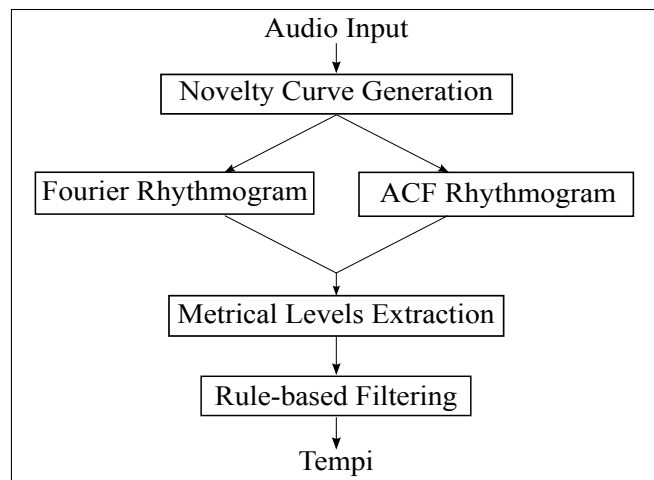 Audio Input
Novelty Curve Generation
Fourier Rhythmogram
ACF Rhythmogram
Metrical Levels Extraction
Rule-based Filtering
Tempi